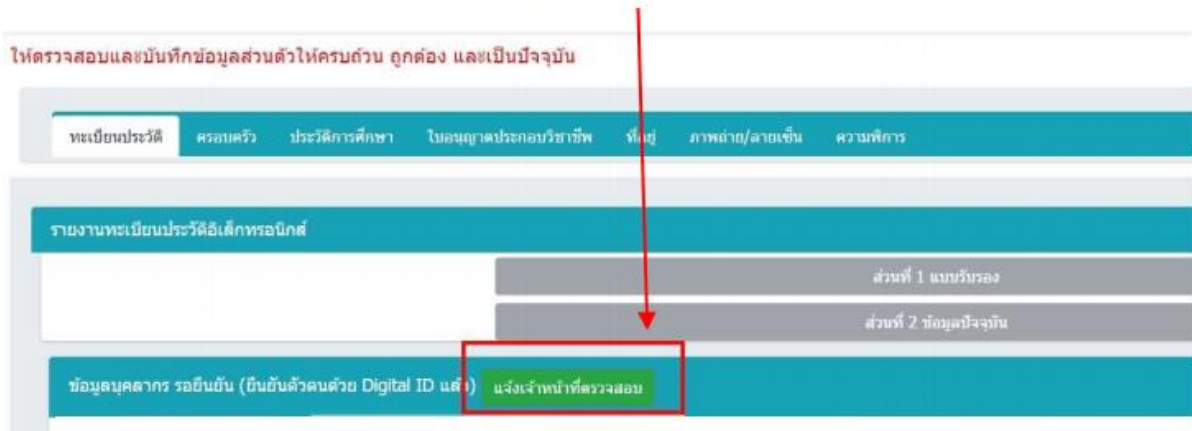 ให้ตรวจสอบและบันทึกข้อมูลส่วนตัวให้ครบถ้วน ถูกต้อง และเป็นปัจจุบัน
ทะเบียนประวัติ ครอบครัว ประวัติการศึกษา ใบอนุญาตประกอบวิชาชีพ ที่อยู่ ภาพถ่าย/ลายเซ็น ความพิการ
รายงานทะเบียนประวัติอิเล็กทรอนิกส์
ส่วนที่ 1 แบบรับรอง
ส่วนที่ 2 ข้อมูลปัจจุบัน
ข้อมูลบุคลากร รอยืนยัน (ยืนยันตัวตนด้วย Digital ID แล้ว) แจ้งเจ้าหน้าที่ตรวจสอบ